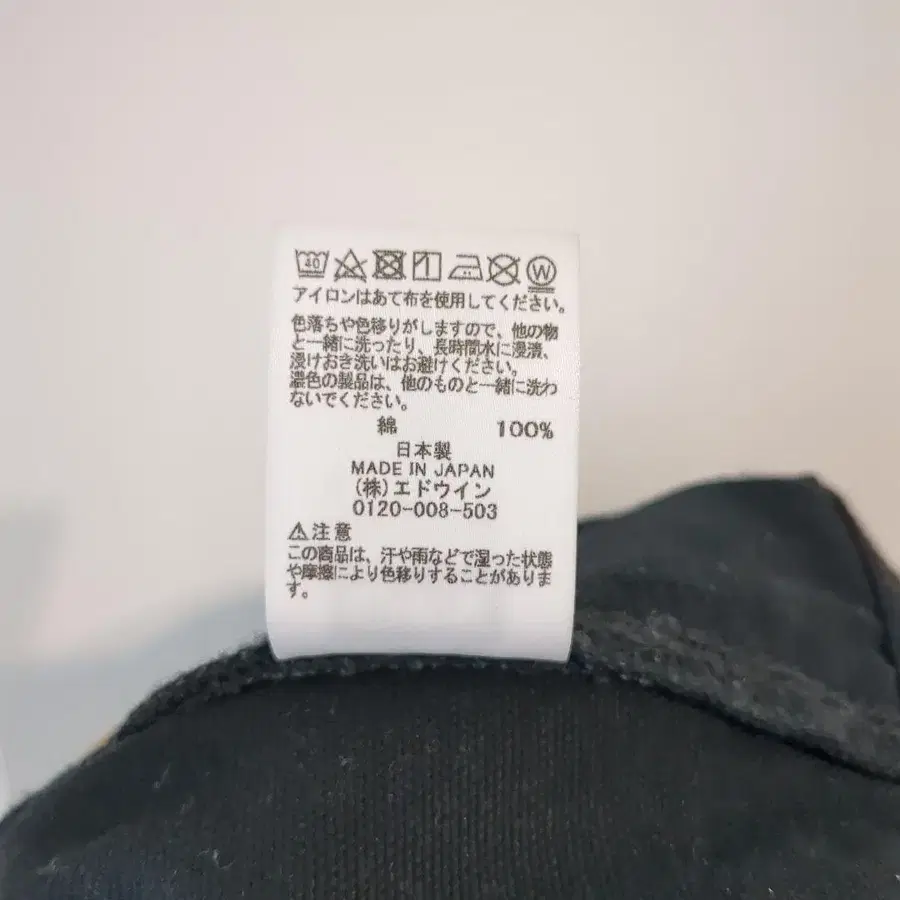 40 W
アイロンはあて布を使用してください。
色落ちや色移りがしますので、他の物
と一緒に洗ったり、長時間水に浸漬、
浸けおき洗いはお避けください。
濃色の製品は、他のものと一緒に洗わ
ないでください。
綿 100%
日本製
MADE IN JAPAN
(株)エドウイン
0120-008-503
⚠注意
この商品は、汗や雨などで湿った状態
や摩擦により色移りすることがありま
す。